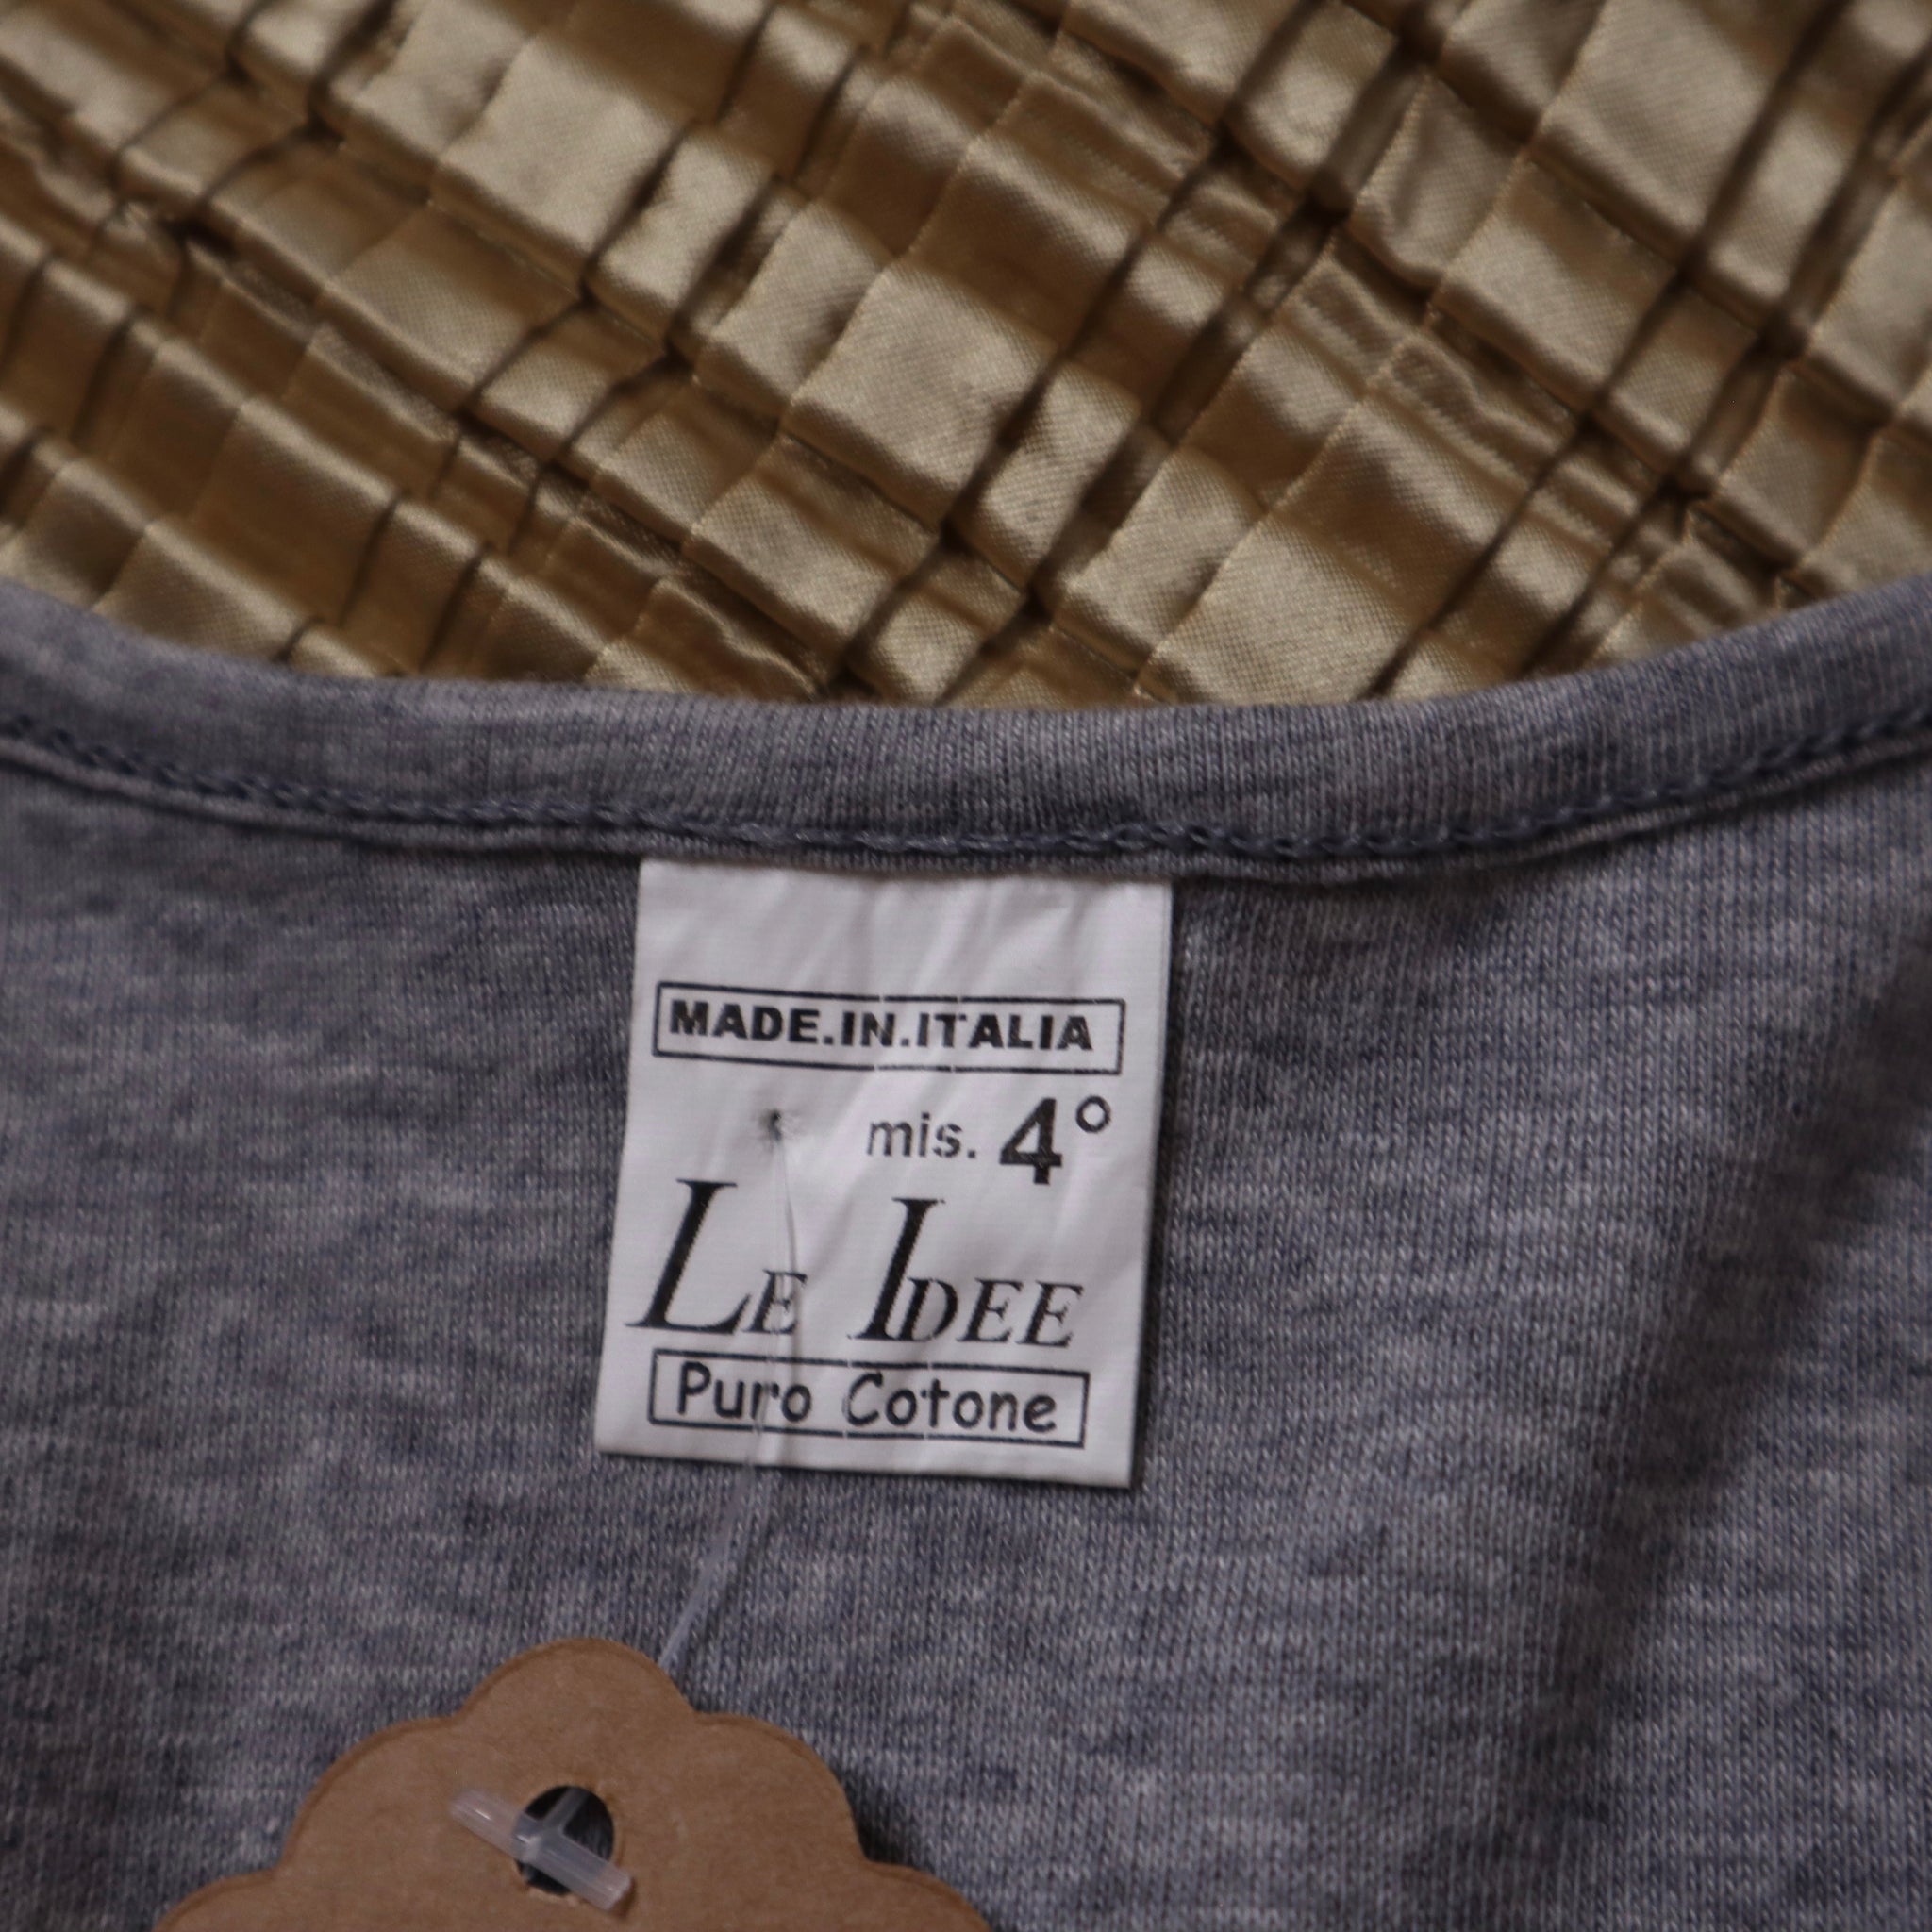 MADE.IN.ITALIA
mis. 4°
LE IDEE
Puro Cotone